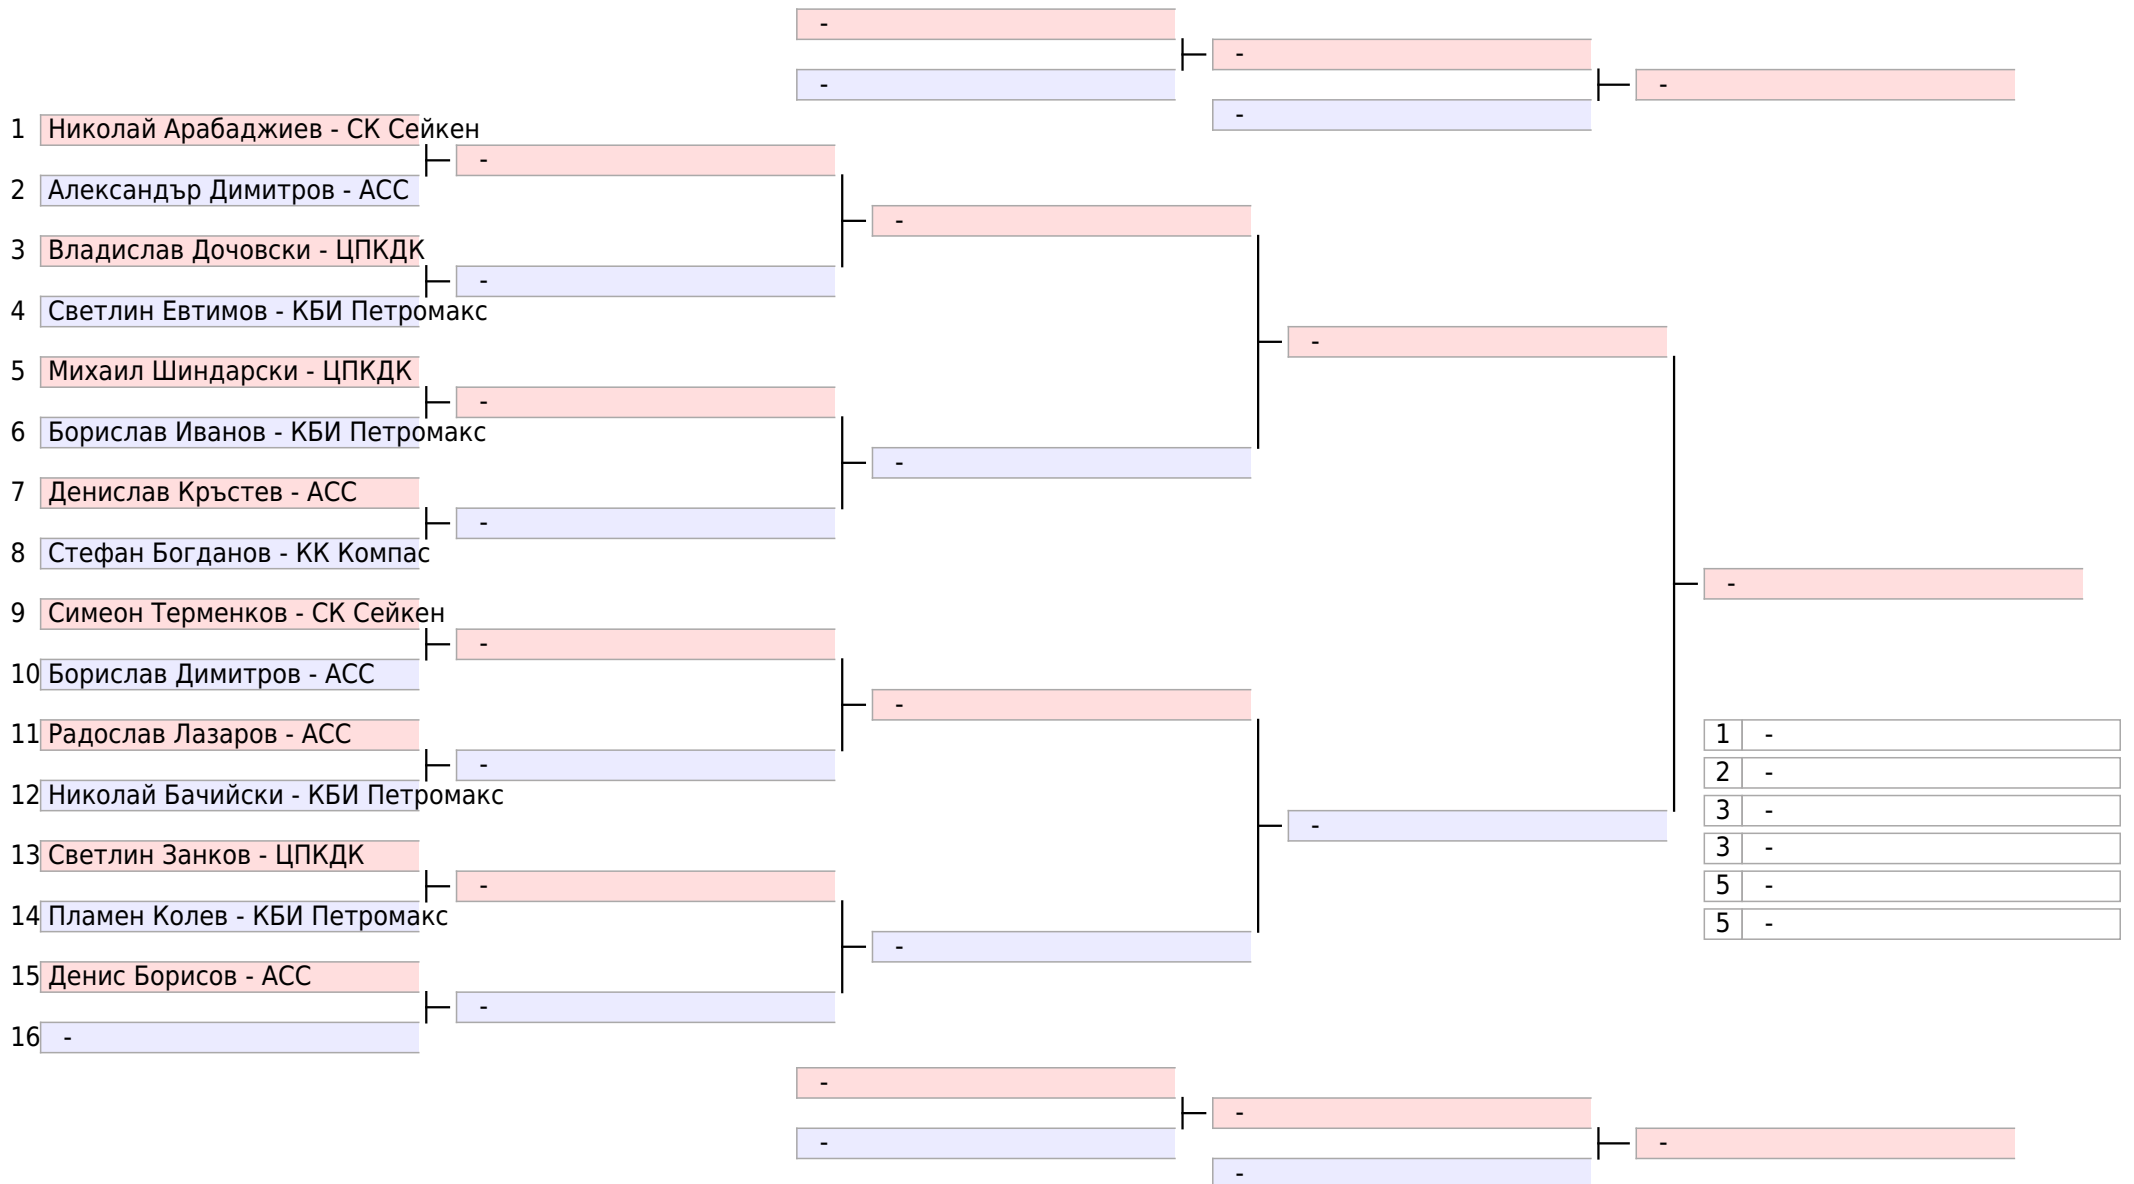 -
-
-
-
-
1 Николай Арабаджиев - СК Сейкен
-
2 Александър Димитров - АСС
-
3 Владислав Дочовски - ЦПКДК
-
4 Светлин Евтимов - КБИ Петромакс
-
5 Михаил Шиндарски - ЦПКДК
-
6 Борислав Иванов - КБИ Петромакс
-
7 Денислав Кръстев - АСС
-
8 Стефан Богданов - КК Компас
-
9 Симеон Терменков - СК Сейкен
-
10 Борислав Димитров - АСС
-
11 Радослав Лазаров - АСС
1 -
-
2 -
12 Николай Бачийски - КБИ Петромакс
3 -
-
3 -
13 Светлин Занков - ЦПКДК
-
5 -
14 Пламен Колев - КБИ Петромакс
5 -
-
15 Денис Борисов - АСС
-
16 -
-
-
-
-
-